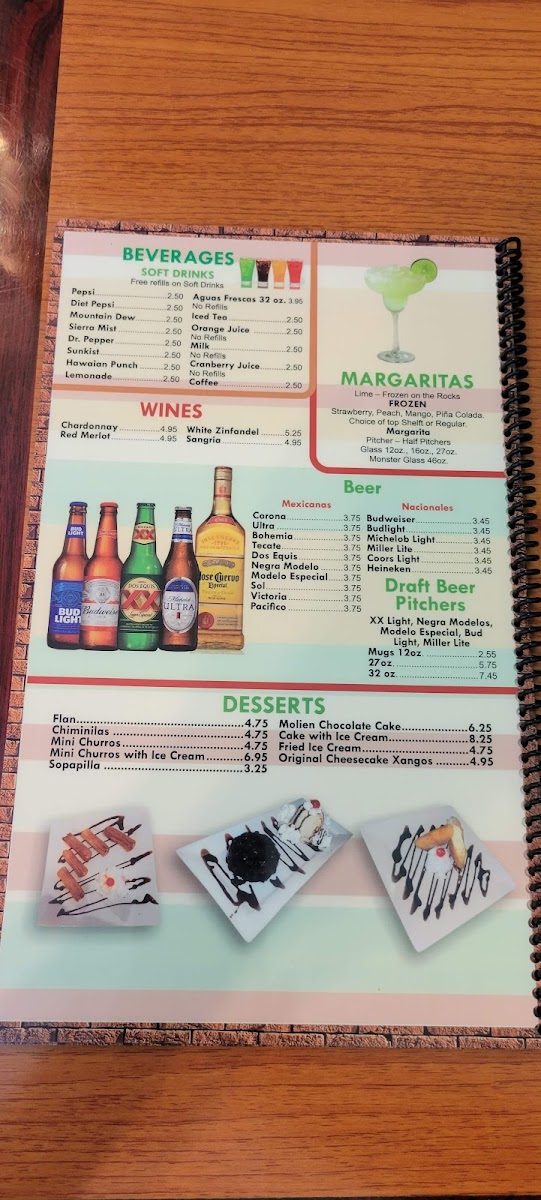 BEVERAGES
SOFT DRINKS
Free refills on Soft Drinks
Pepsi 2.50
Diet Pepsi 2.50
Mountain Dew 2.50
Sierra Mist 2.50
Dr. Pepper 2.50
Sunkist 2.50
Hawaiian Punch 2.50
Lemonade 2.50
Aguas Frescas 32 oz. 3.95
No Refills
Iced Tea 2.50
Orange Juice 2.50
No Refills
Milk 2.50
No Refills
Cranberry Juice 2.50
No Refills
Coffee 2.50
MARGARITAS
Lime – Frozen on the Rocks
FROZEN
Strawberry, Peach, Mango, Piña Colada.
Choice of top Shelft or Regular.
Margarita
Pitcher – Half Pitchers
Glass 12oz., 16oz., 27oz.
Monster Glass 46oz.
WINES
Chardonnay 4.95
Red Merlot 4.95
White Zinfandel 5.25
Sangria 4.95
Beer
Mexicanas
Corona 3.75
Ultra 3.75
Bohemia 3.75
Tecate 3.75
Dos Equis 3.75
Negra Modelo 3.75
Modelo Especial 3.75
Sol 3.75
Victoria 3.75
Pacifico 3.75
Nacionales
Budweiser 3.45
Budlight 3.45
Michelob Light 3.45
Miller Lite 3.45
Coors Light 3.45
Heineken 3.45
Draft Beer
Pitchers
XX Light, Negra Modelos,
Modelo Especial, Bud
Light, Miller Lite
Mugs 12oz. 2.55
27oz. 5.75
32 oz. 7.45
BUD
LIGHT
Budweiser
XX
DOS EQUIS
ULTRA
Jose Cuervo
Especial
DESSERTS
Flan 4.75
Chiminilas 4.75
Mini Churros 4.75
Mini Churros with Ice Cream 6.95
Sopapilla 3.25
Molien Chocolate Cake 6.25
Cake with Ice Cream 8.25
Fried Ice Cream 4.75
Original Cheesecake Xangos 4.95